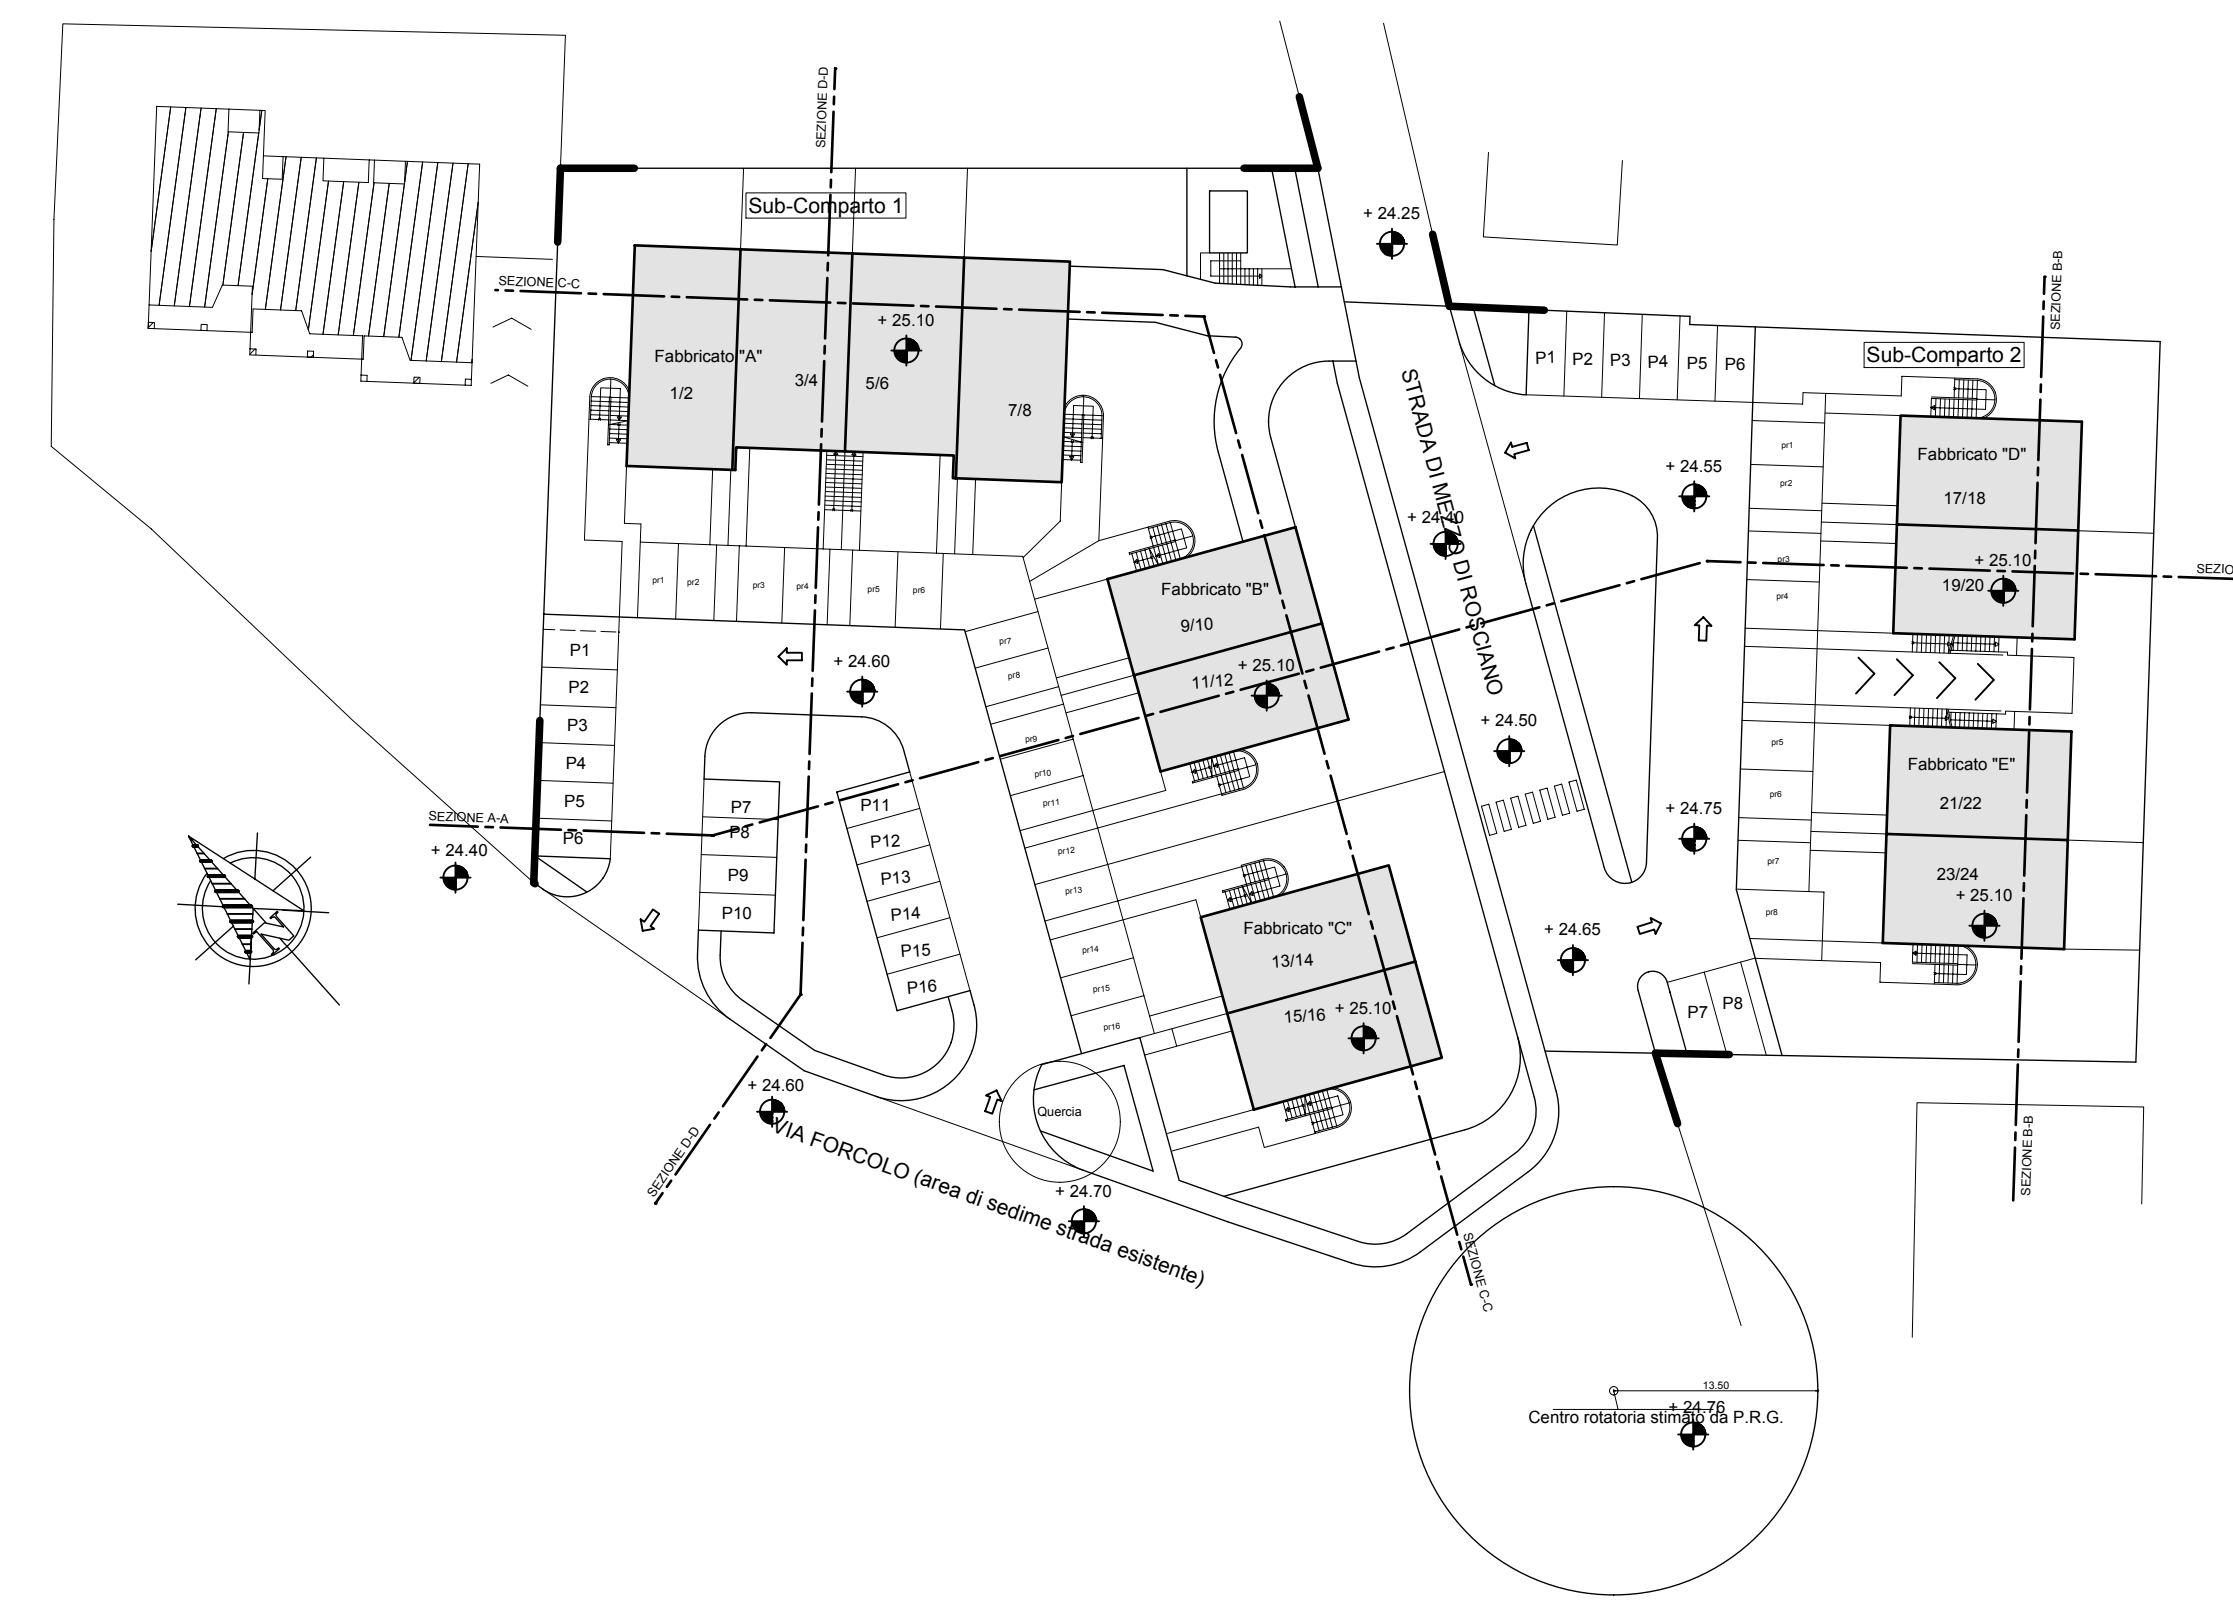 SEZIONE D-D
Sub-Comparto 1
+ 24.25
SEZIONE B-B
SEZIONE C-C
+ 25.10
Fabbricato "A"
1/2
3/4
5/6
7/8
P1
P2
P3
P4
P5
P6
Sub-Comparto 2
STRADA DI MEZZO DI ROSCIANO
pr1
pr2
pr3
pr4
pr5
pr6
pr7
pr8
Fabbricato "D"
17/18
+ 25.10
19/20
SEZIO
+ 24.55
+ 24.40
pr1
pr2
pr3
pr4
pr5
pr6
Fabbricato "B"
9/10
+ 25.10
11/12
pr7
pr8
pr9
pr10
pr11
pr12
pr13
pr14
pr15
pr16
P1
P2
P3
P4
P5
P6
+ 24.60
+ 24.50
+ 24.75
Fabbricato "E"
21/22
23/24
+ 25.10
SEZIONE A-A
+ 24.40
P7
P8
P9
P10
P11
P12
P13
P14
P15
P16
N
Fabbricato "C"
13/14
15/16
+ 25.10
+ 24.65
P7
P8
+ 24.60
SEZIONE D-D
Quercia
VIA FORCOLO (area di sedime strada esistente)
+ 24.70
SEZIONE B-B
SEZIONE C-C
13.50
+ 24.76
Centro rotatoria stimato da P.R.G.